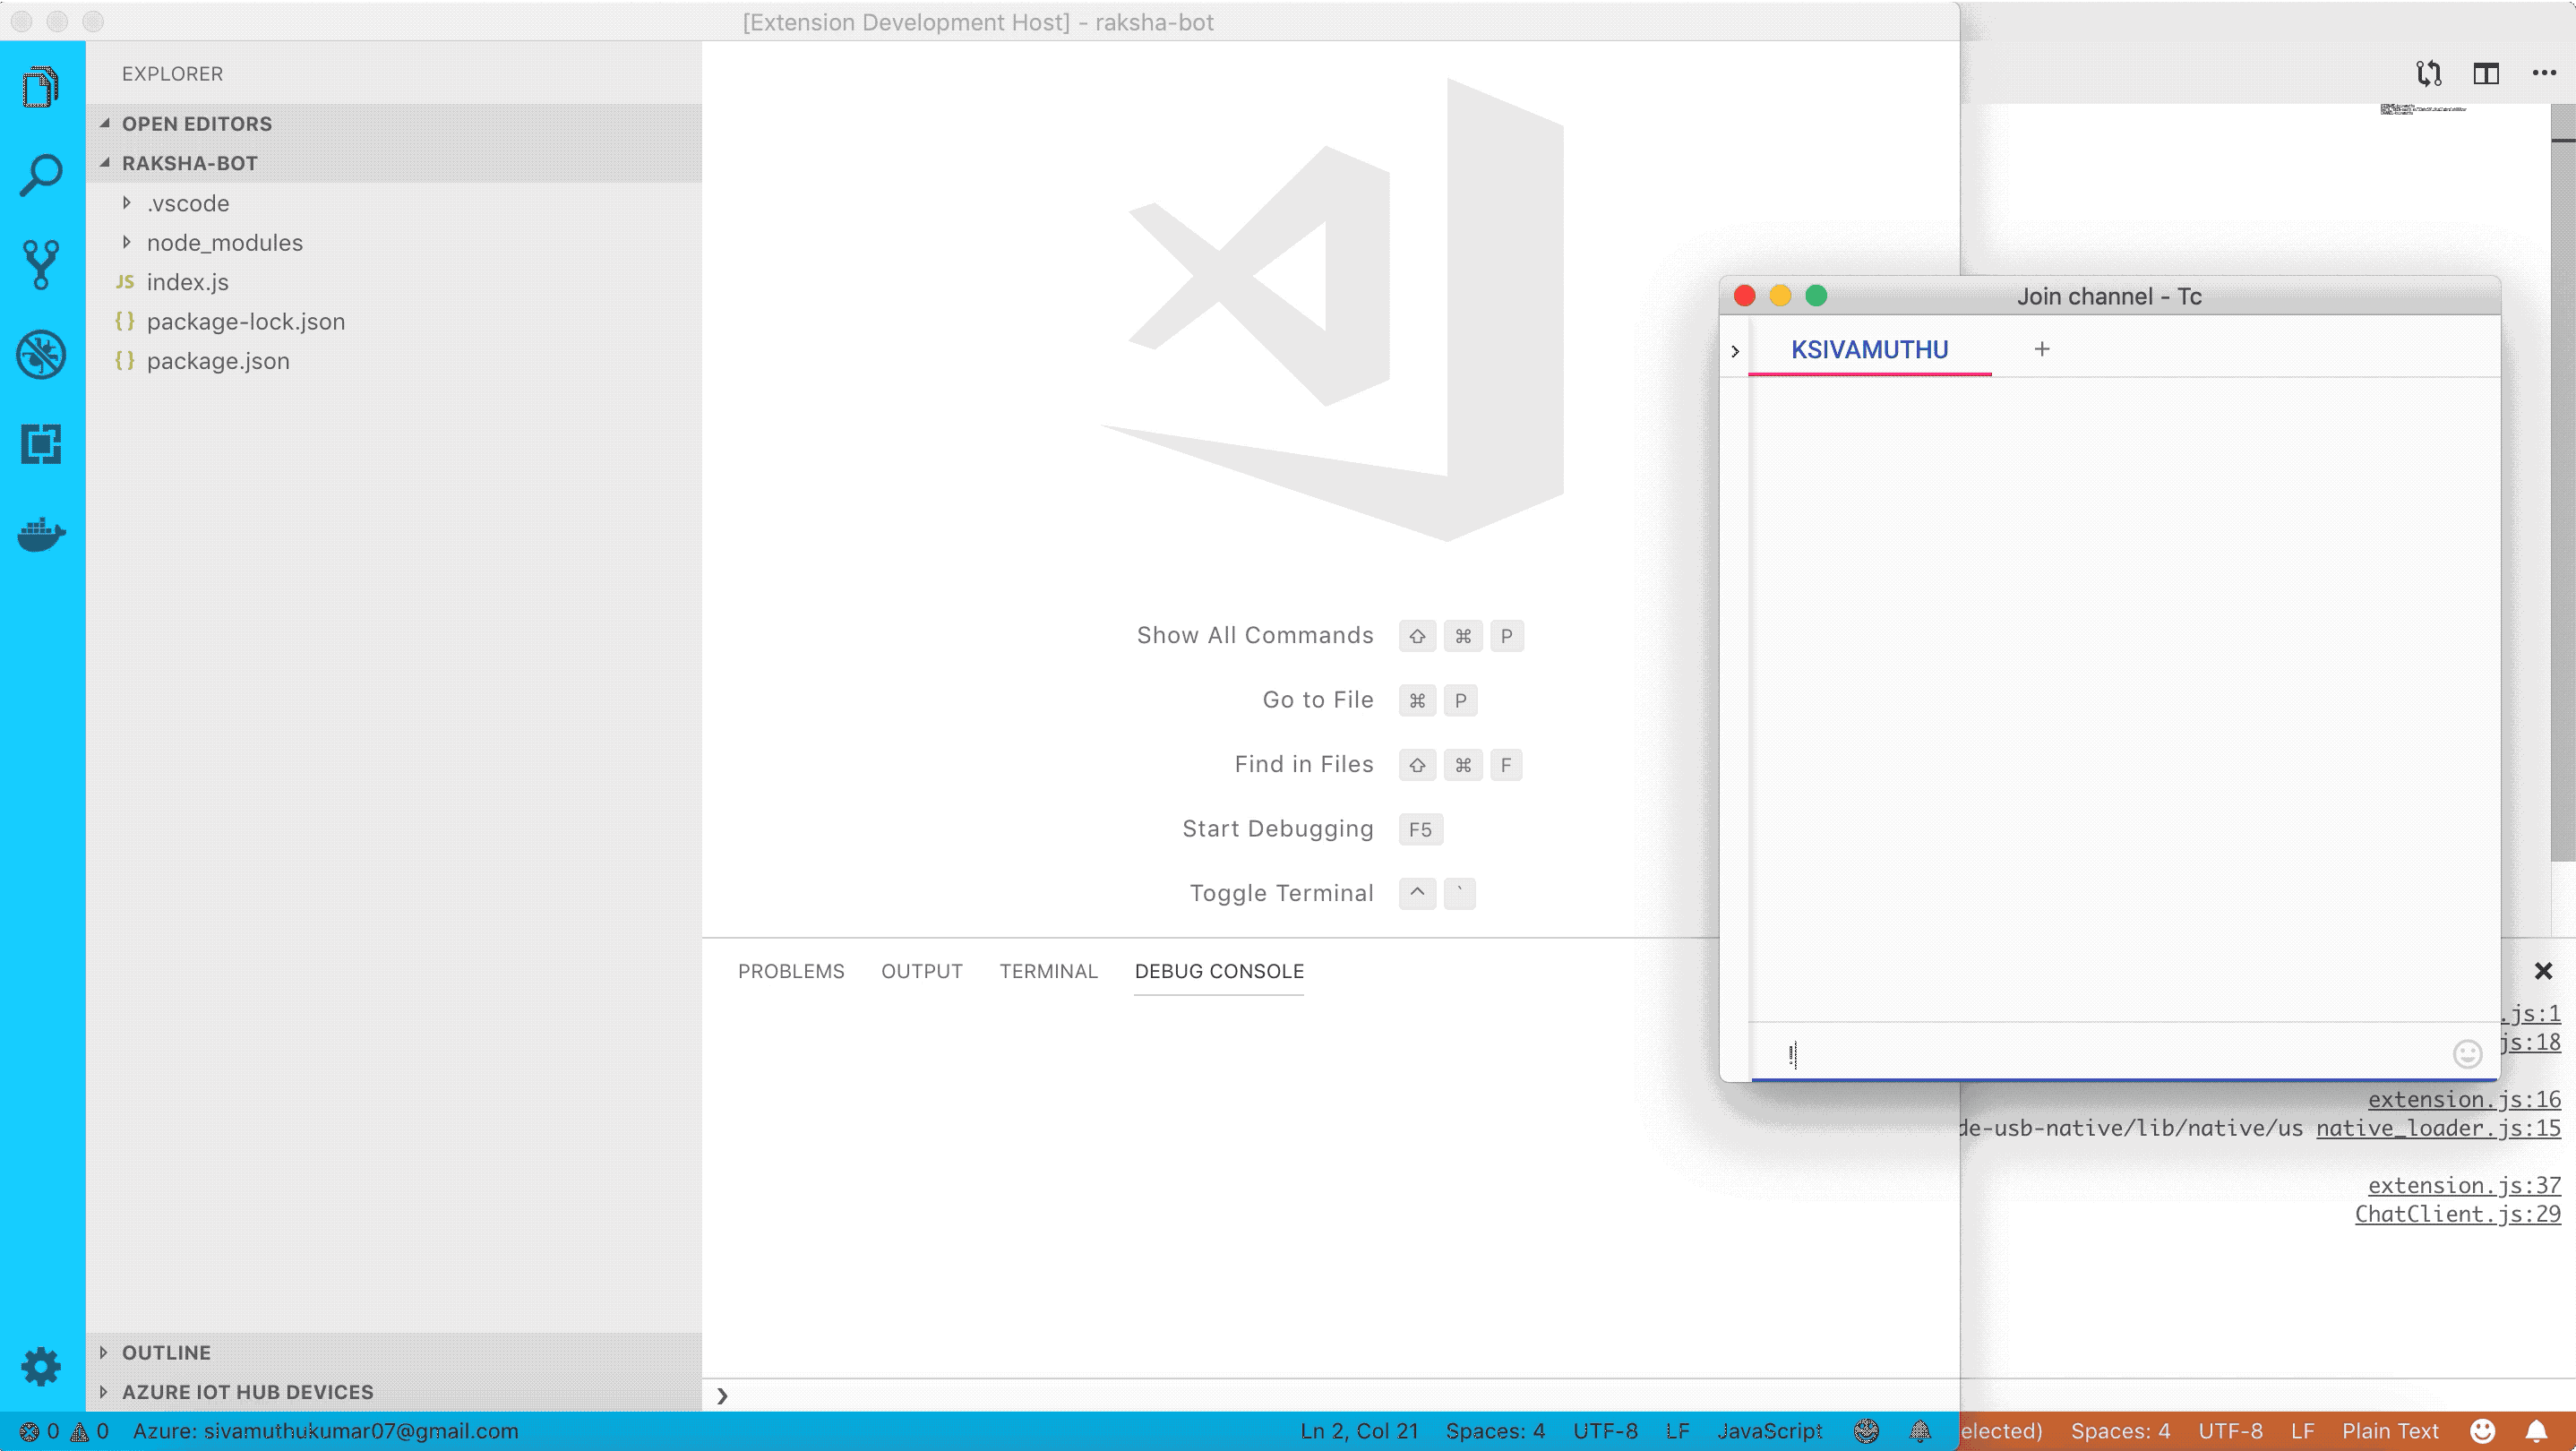 [Extension Development Host] - raksha-bot
EXPLORER
OPEN EDITORS
RAKSHA-BOT
.vscode
node_modules
JS index.js
{} package-lock.json
{} package.json
OUTLINE
AZURE IOT HUB DEVICES
Show All Commands ⇧ ⌘ P
Go to File ⌘ P
Find in Files ⇧ ⌘ F
Start Debugging F5
Toggle Terminal ^ `
PROBLEMS OUTPUT TERMINAL DEBUG CONSOLE
Join channel - Tc
KSIVAMUTHU +
.js:1
js:18
extension.js:16
de-usb-native/lib/native/us native_loader.js:15
extension.js:37
ChatClient.js:29
0 0 Azure: sivamuthukumar07@gmail.com Ln 2, Col 21 Spaces: 4 UTF-8 LF JavaScript
elected) Spaces: 4 UTF-8 LF Plain Text